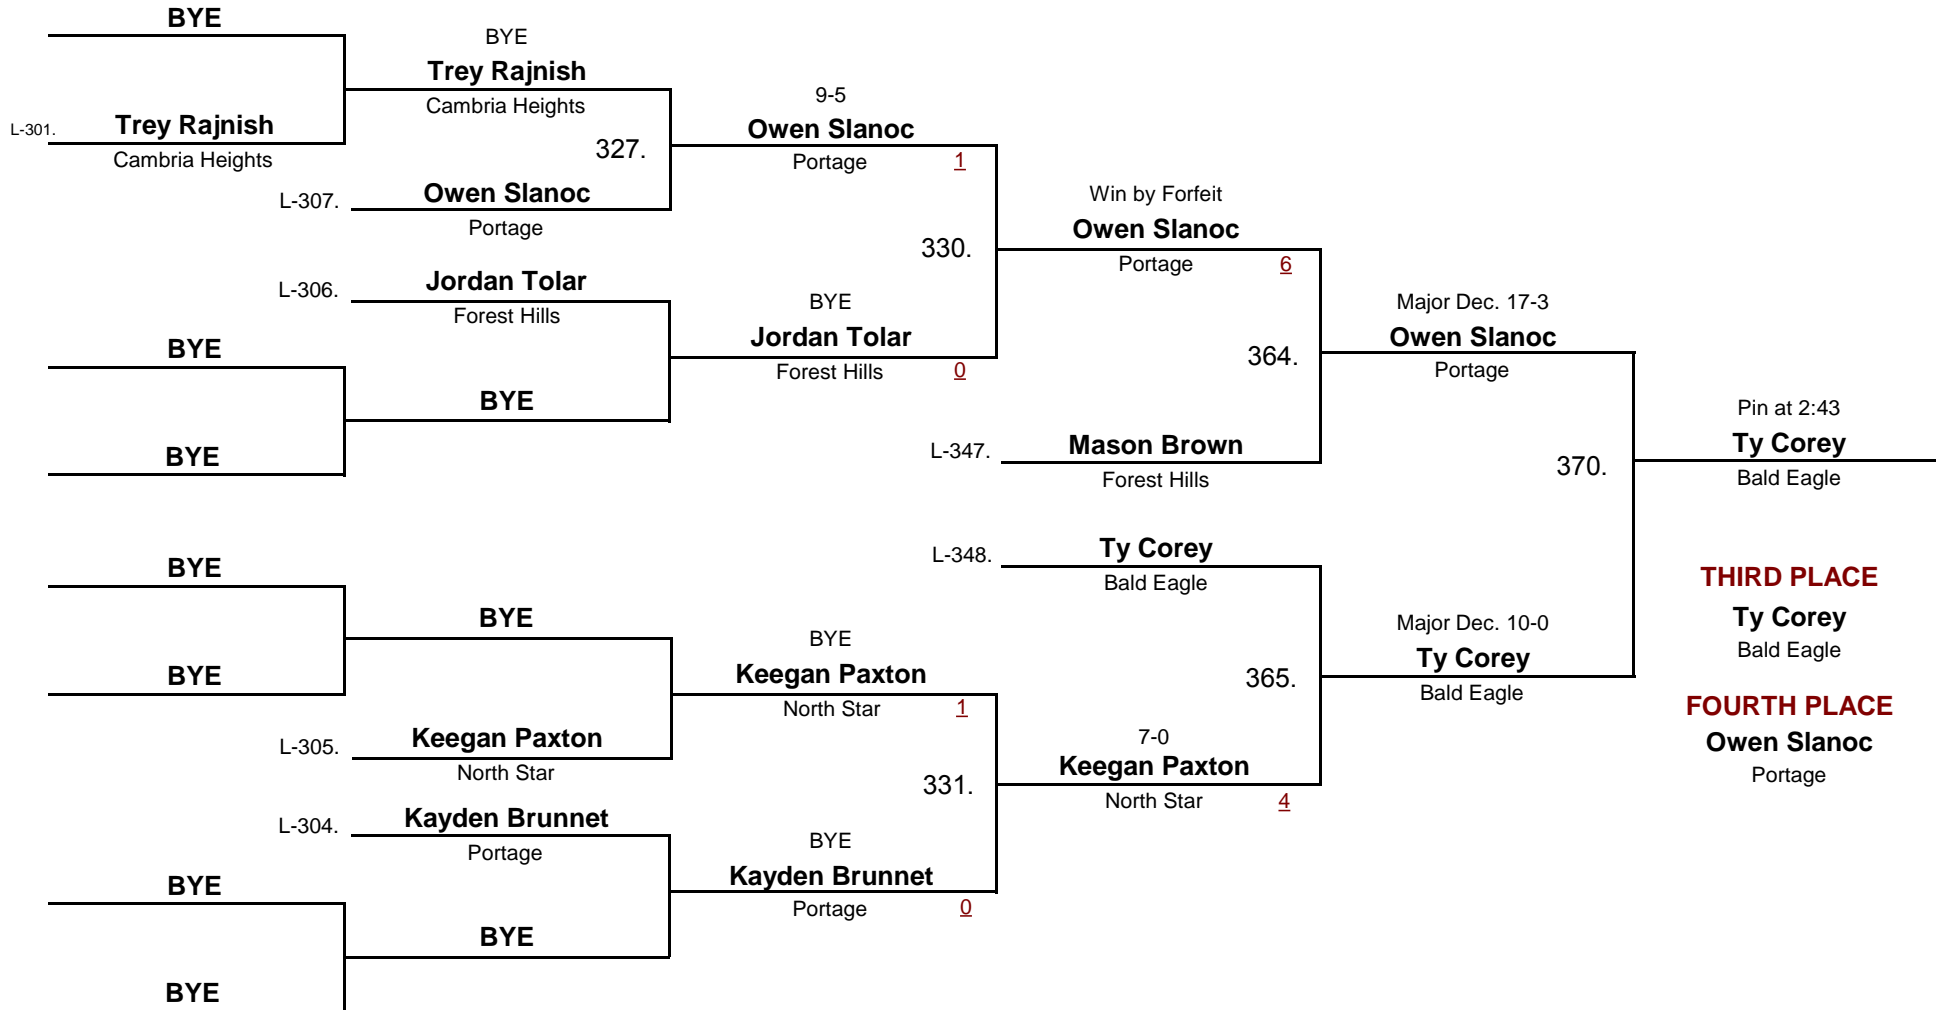 BYE
L-301.
Trey Rajnish
Cambria Heights
BYE
Trey Rajnish
Cambria Heights
327.
L-307.
Owen Slanoc
Portage
9-5
Owen Slanoc
Portage
1
L-306.
Jordan Tolar
Forest Hills
BYE
BYE
BYE
330.
BYE
Jordan Tolar
Forest Hills
0
Win by Forfeit
Owen Slanoc
Portage
6
364.
L-347.
Mason Brown
Forest Hills
Major Dec. 17-3
Owen Slanoc
Portage
370.
Pin at 2:43
Ty Corey
Bald Eagle
BYE
BYE
BYE
L-305.
Keegan Paxton
North Star
BYE
Keegan Paxton
North Star
1
L-304.
Kayden Brunnet
Portage
BYE
BYE
BYE
331.
BYE
Kayden Brunnet
Portage
0
L-348.
Ty Corey
Bald Eagle
365.
7-0
Keegan Paxton
North Star
4
Major Dec. 10-0
Ty Corey
Bald Eagle
THIRD PLACE
Ty Corey
Bald Eagle
FOURTH PLACE
Owen Slanoc
Portage